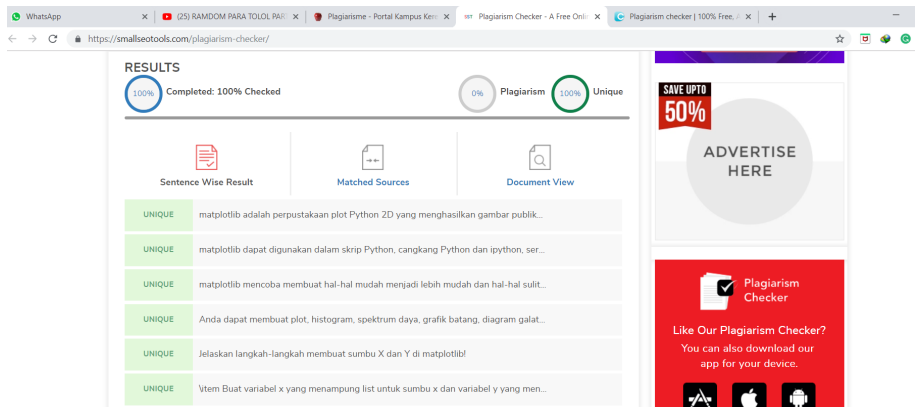 WhatsApp
(25) RAMDOM PARA TOLOL PAR
Plagiarisme - Portal Kampus Kere
Plagiarism Checker - A Free Onlin
Plagiarism checker | 100% Free, A
https://smallseotools.com/plagiarism-checker/
RESULTS
100%
Completed: 100% Checked
0%
Plagiarism
100%
Unique
Sentence Wise Result
Matched Sources
Document View
UNIQUE matplotlib adalah perpustakaan plot Python 2D yang menghasilkan gambar publik...
UNIQUE matplotlib dapat digunakan dalam skrip Python, cangkang Python dan ipython, ser...
UNIQUE matplotlib mencoba membuat hal-hal mudah menjadi lebih mudah dan hal-hal sulit...
UNIQUE Anda dapat membuat plot, histogram, spektrum daya, grafik batang, diagram galat...
UNIQUE Jelaskan langkah-langkah membuat sumbu X dan Y di matplotlib!
UNIQUE \item Buat variabel x yang menampung list untuk sumbu x dan variabel y yang men...
SAVE UPTO
50%
ADVERTISE
HERE
Plagiarism
Checker
Like Our Plagiarism Checker?
You can also download our
app for your device.